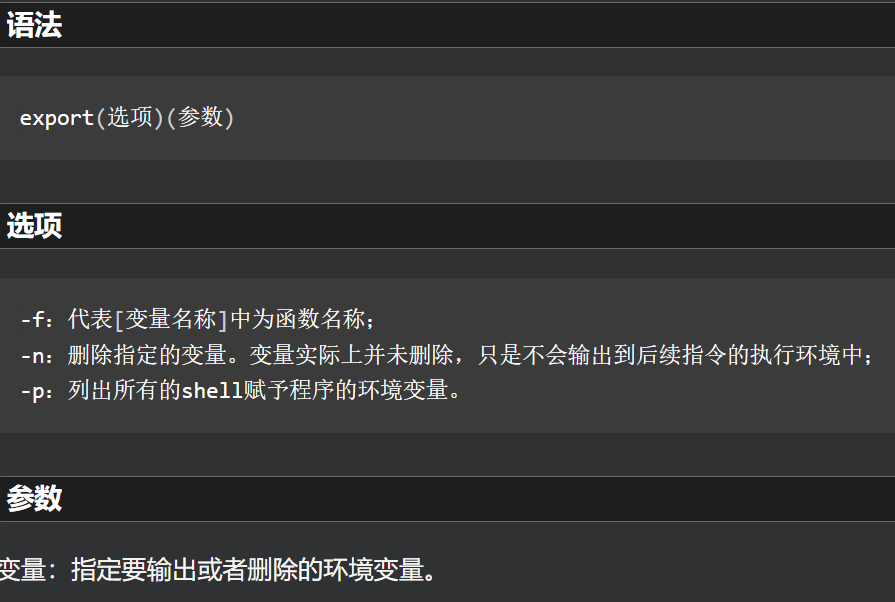 语法
export(选项)(参数)
选项
-f：代表[变量名称]中为函数名称；
-n：删除指定的变量。变量实际上并未删除，只是不会输出到后续指令的执行环境中；
-p：列出所有的shell赋予程序的环境变量。
参数
变量：指定要输出或者删除的环境变量。